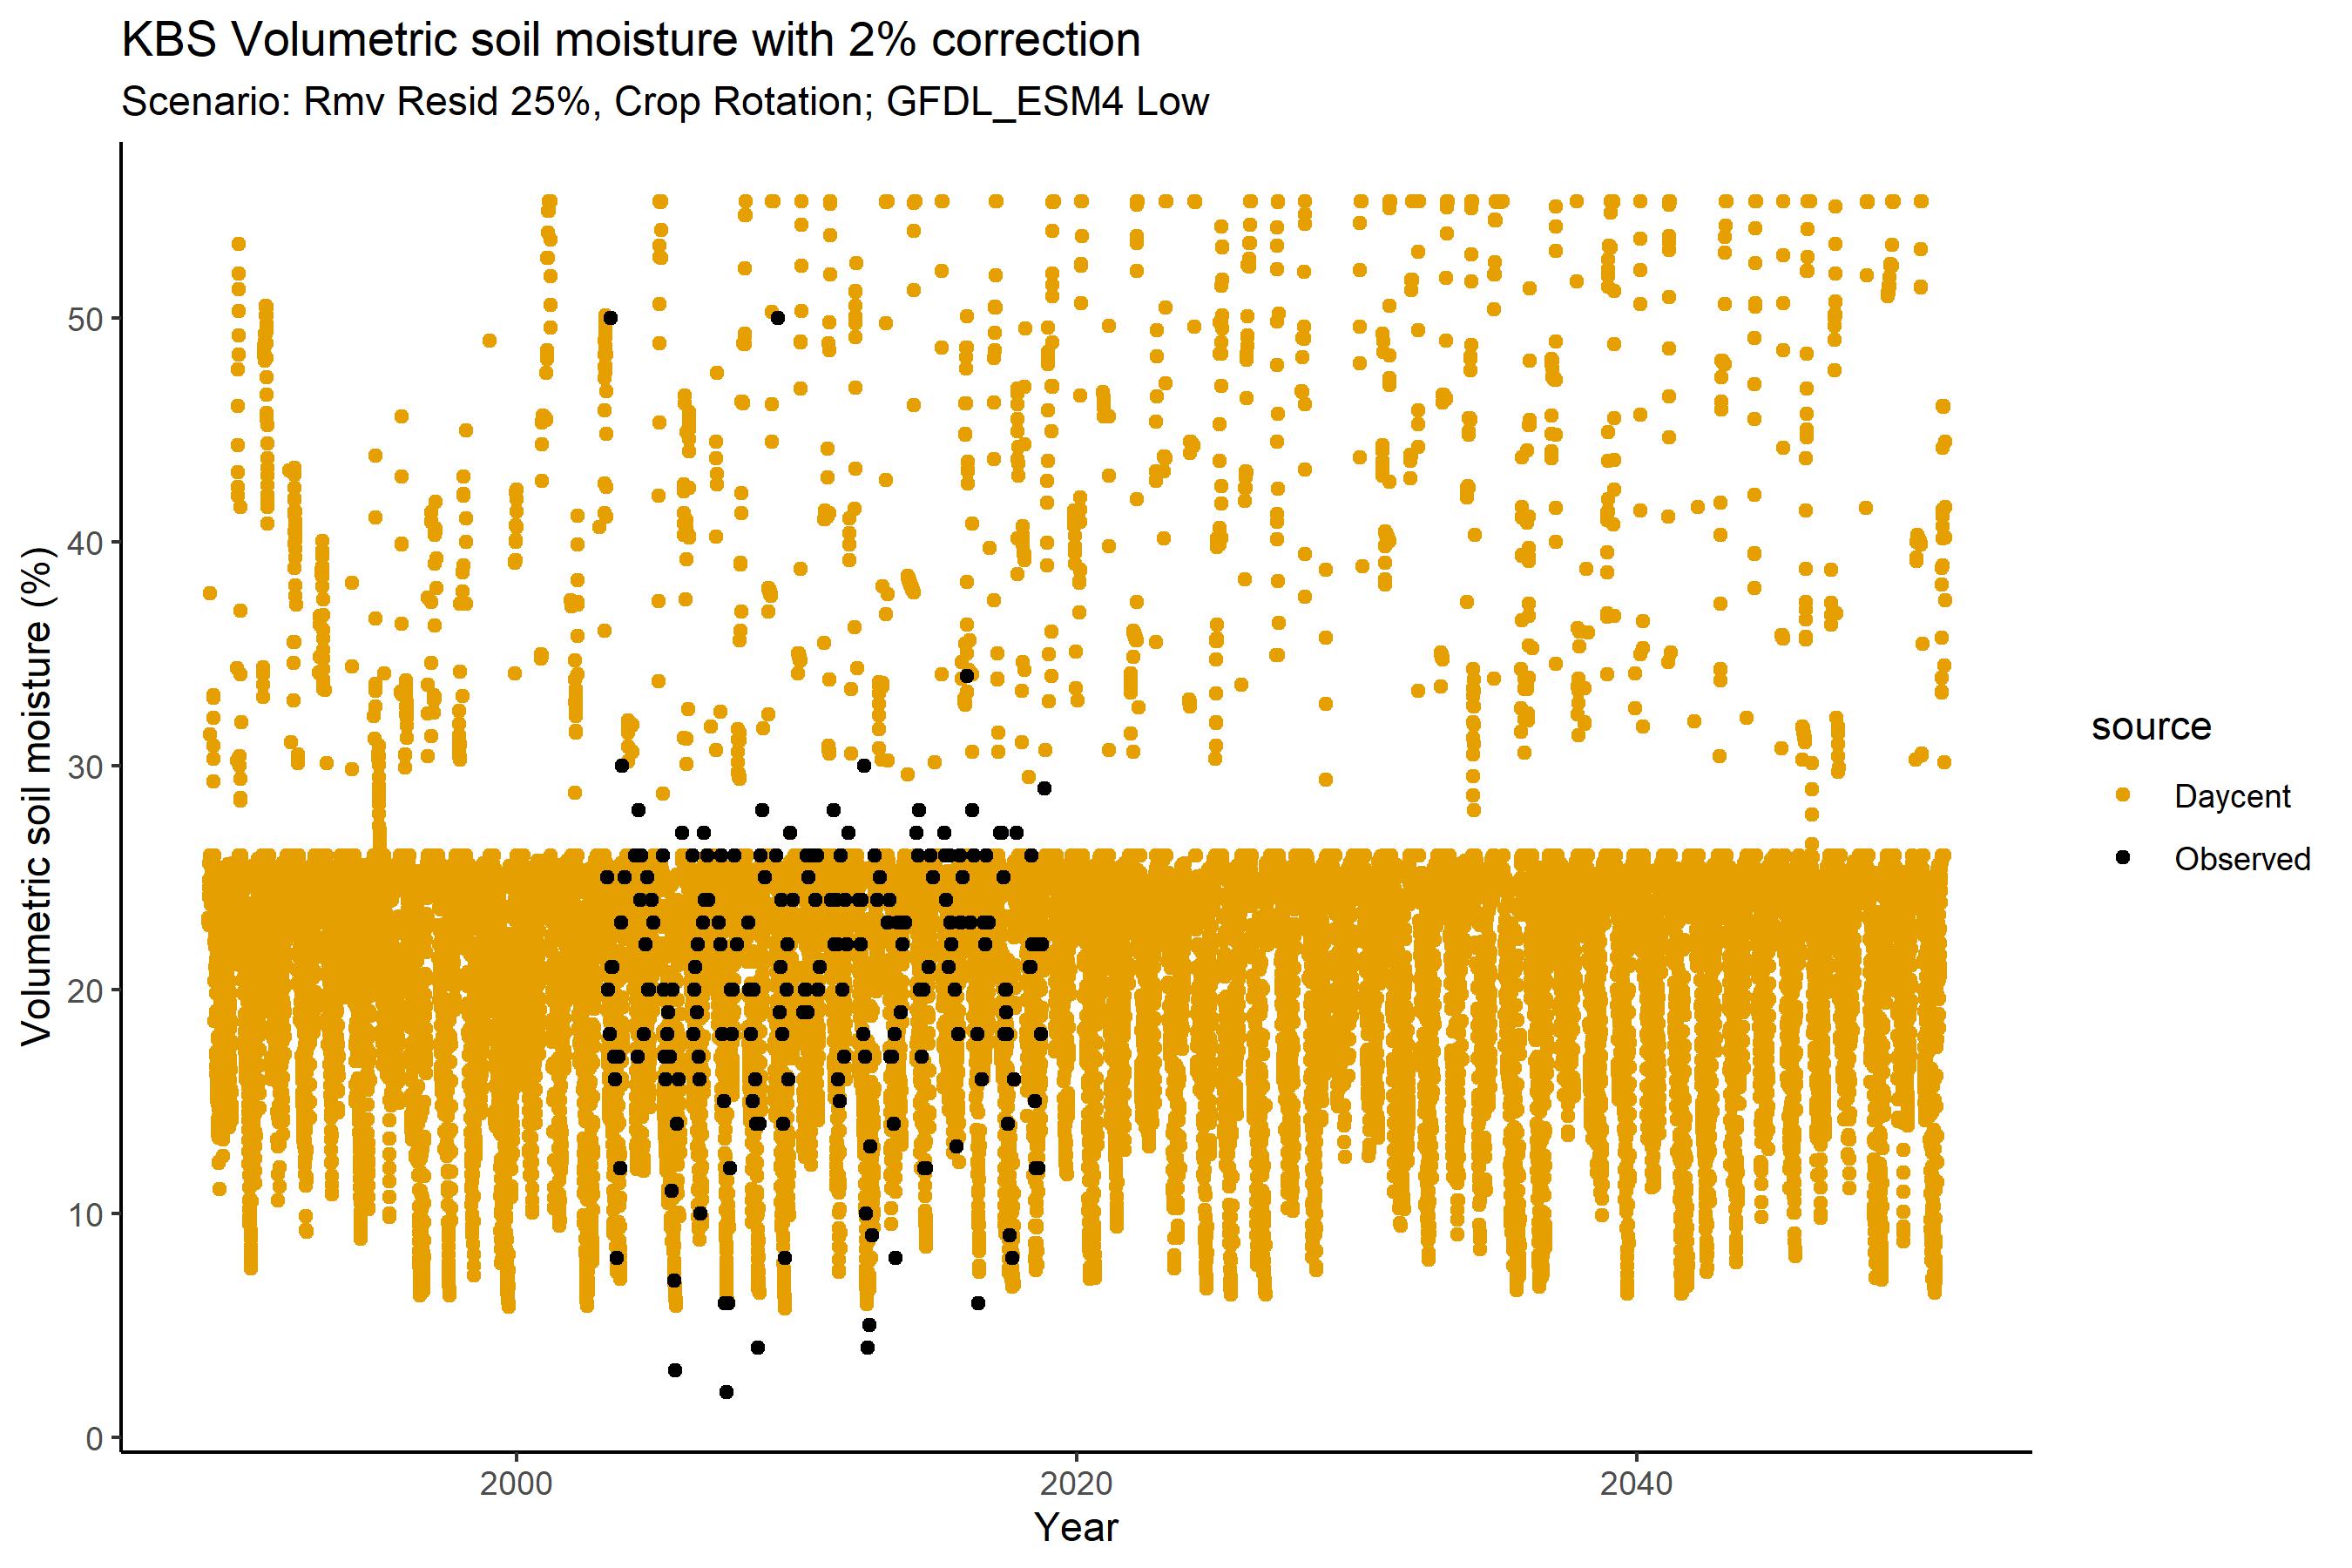 KBS Volumetric soil moisture with 2% correction
Scenario: Rmv Resid 25%, Crop Rotation; GFDL_ESM4 Low
Volumetric soil moisture (%)
50
40
30
20
10
0
2000
2020
2040
Year
source
Daycent
Observed